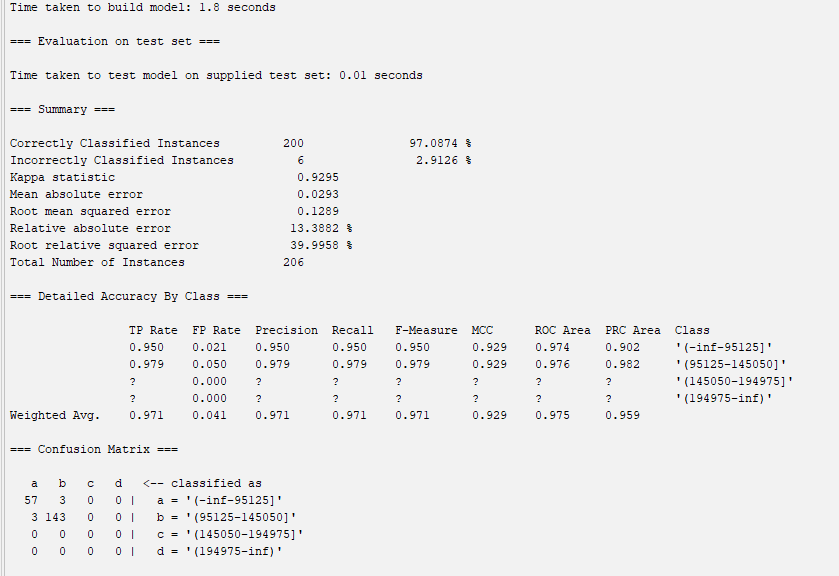 Time taken to build model: 1.8 seconds
=== Evaluation on test set ===
Time taken to test model on supplied test set: 0.01 seconds
=== Summary ===
Correctly Classified Instances         200               97.0874 %
Incorrectly Classified Instances         6                2.9126 %
Kappa statistic                          0.9295
Mean absolute error                      0.0293
Root mean squared error                  0.1289
Relative absolute error                 13.3882 %
Root relative squared error             39.9958 %
Total Number of Instances              206
=== Detailed Accuracy By Class ===
                 TP Rate  FP Rate  Precision  Recall   F-Measure  MCC      ROC Area  PRC Area  Class
                 0.950    0.021    0.950      0.950    0.950      0.929    0.974     0.902     '(-inf-95125]'
                 0.979    0.050    0.979      0.979    0.979      0.929    0.976     0.982     '(95125-145050]'
                 ?        0.000    ?          ?        ?          ?        ?         ?         '(145050-194975]'
                 ?        0.000    ?          ?        ?          ?        ?         ?         '(194975-inf)'
Weighted Avg.    0.971    0.041    0.971      0.971    0.971      0.929    0.975     0.959
=== Confusion Matrix ===
   a   b   c   d   <-- classified as
  57   3   0   0 |   a = '(-inf-95125]'
   3 143   0   0 |   b = '(95125-145050]'
   0   0   0   0 |   c = '(145050-194975]'
   0   0   0   0 |   d = '(194975-inf)'